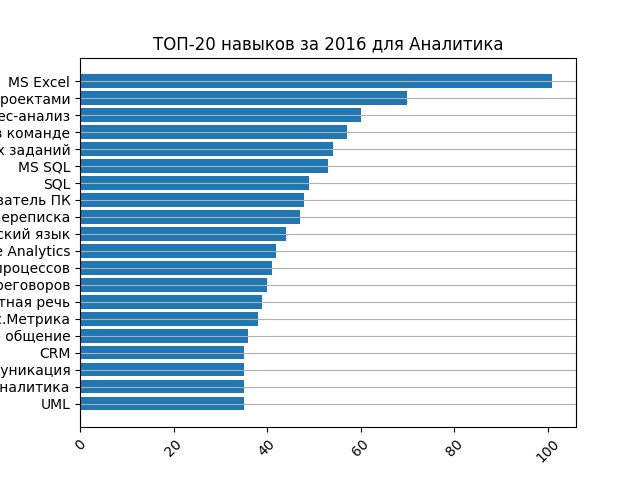 ТОП-20 навыков за 2016 для Аналитика
MS Excel
роектами
ес-анализ
в команде
х заданий
MS SQL
SQL
ватель ПК
ереписка
ский язык
e Analytics
процессов
реговоров
тная речь
с.Метрика
общение
CRM
уникация
налитика
UML
0 20 40 60 80 100